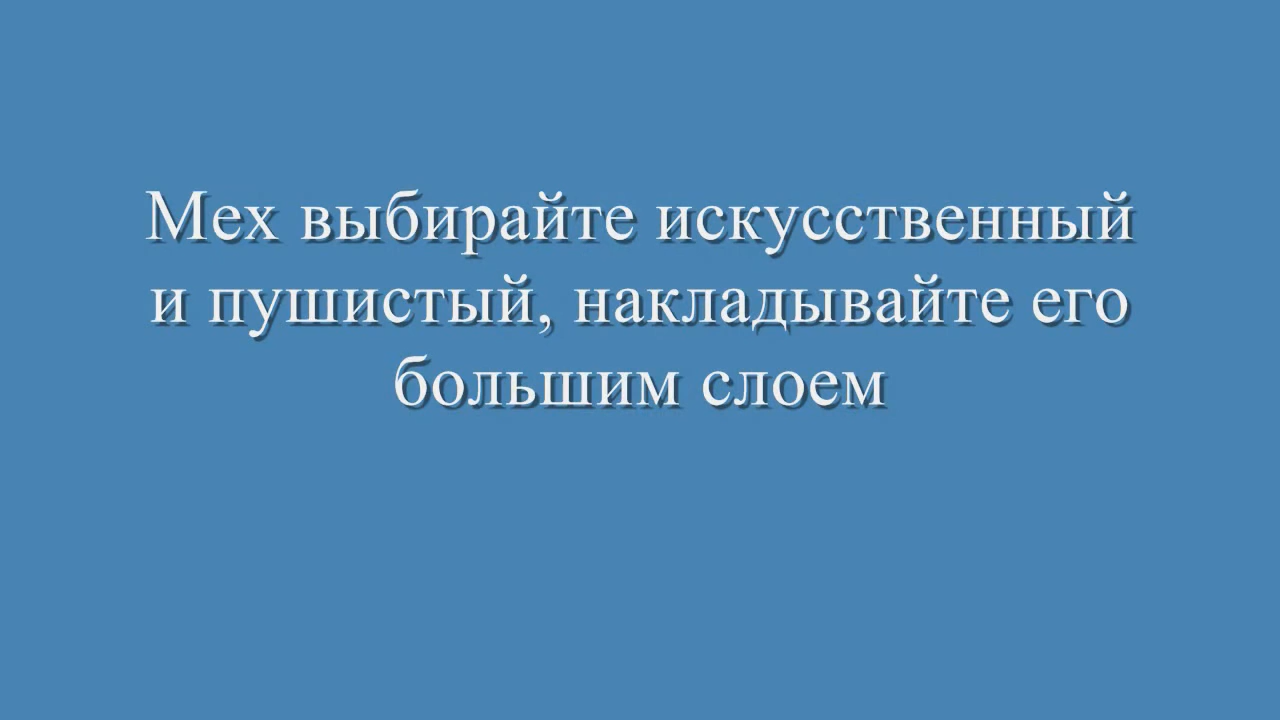 Мех выбирайте искусственный
и пушистый, накладывайте его
большим слоем